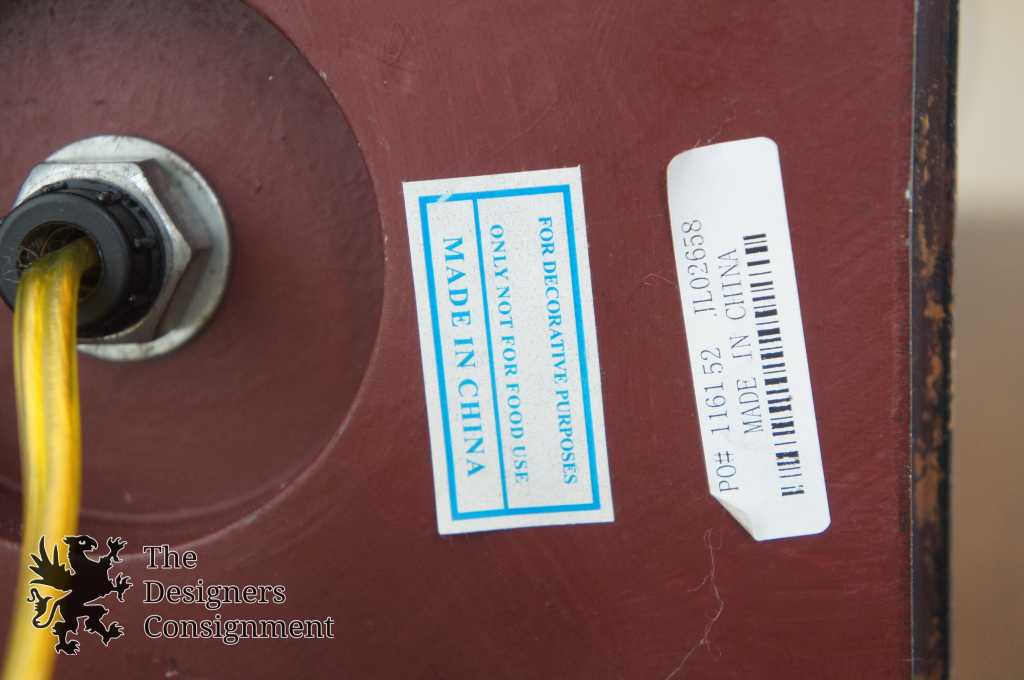 FOR DECORATIVE PURPOSES
ONLY NOT FOR FOOD USE
MADE IN CHINA
PO# 116152 JL02658
MADE IN CHINA
The
Designers
Consignment